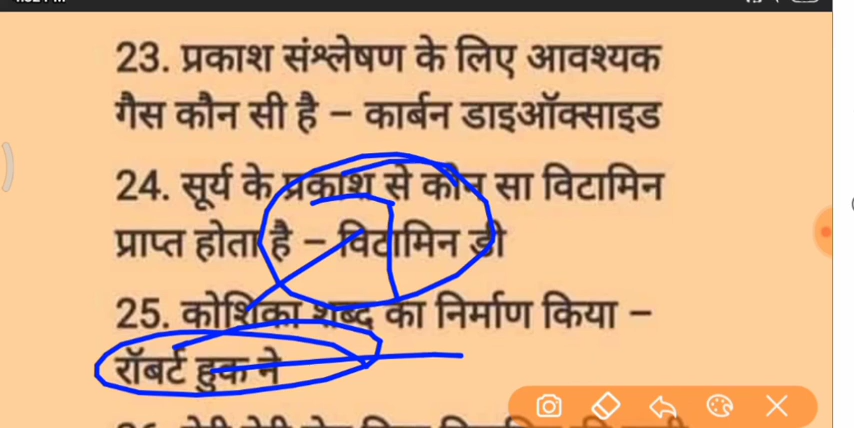 23. प्रकाश संश्लेषण के लिए आवश्यक
गैस कौन सी है – कार्बन डाइऑक्साइड
24. सूर्य के प्रकाश से कौन सा विटामिन
प्राप्त होता है – विटामिन डी
25. कोशिका शब्द का निर्माण किया –
रॉबर्ट हुक ने